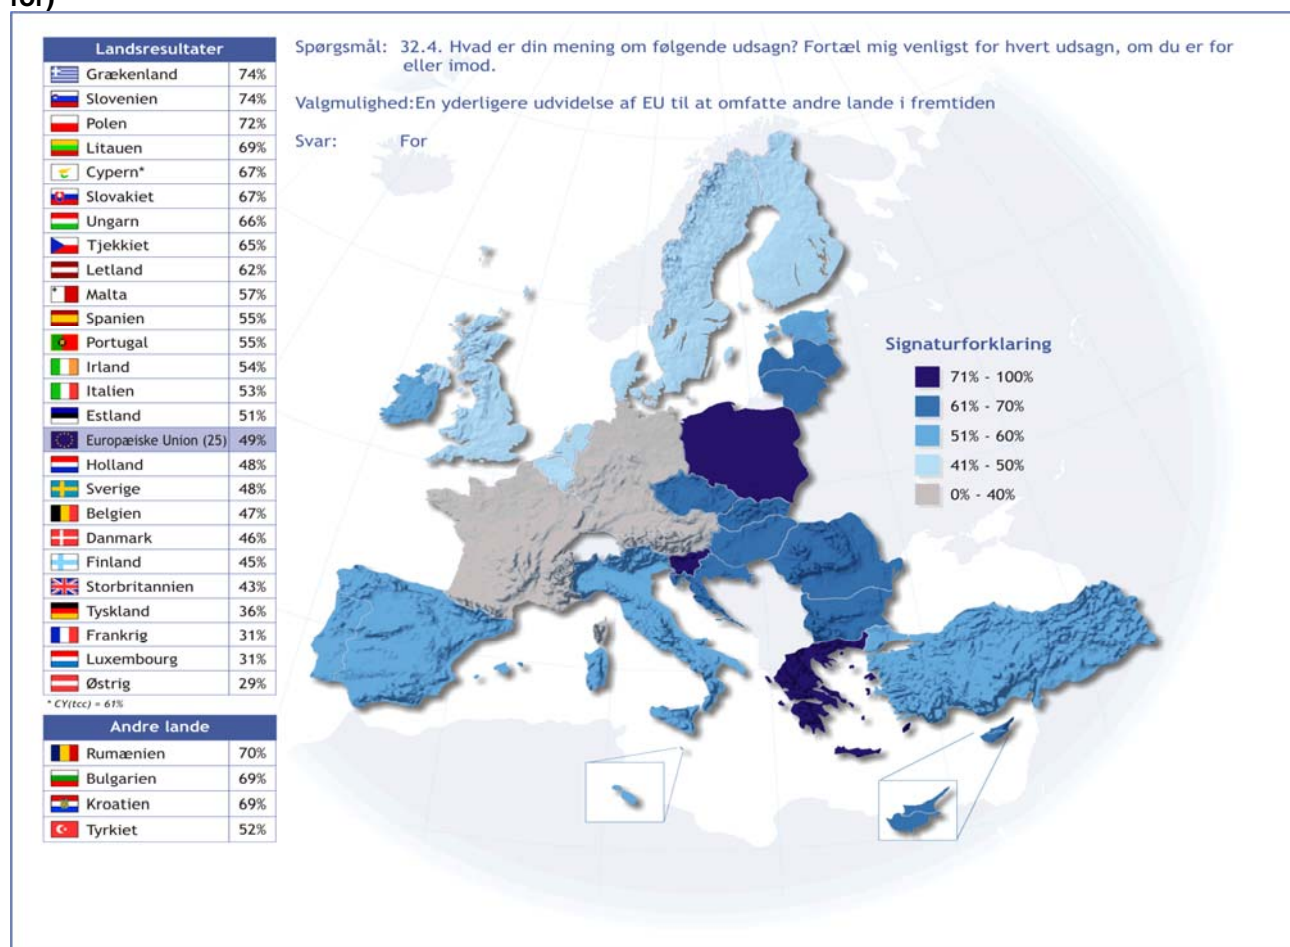 for)
Landsresultater
Grækenland 74%
Slovenien 74%
Polen 72%
Litauen 69%
Cypern* 67%
Slovakiet 67%
Ungarn 66%
Tjekkiet 65%
Letland 62%
Malta 57%
Spanien 55%
Portugal 55%
Irland 54%
Italien 53%
Estland 51%
Europæiske Union (25) 49%
Holland 48%
Sverige 48%
Belgien 47%
Danmark 46%
Finland 45%
Storbritannien 43%
Tyskland 36%
Frankrig 31%
Luxembourg 31%
Østrig 29%
* CY(tcc) = 61%
Andre lande
Rumænien 70%
Bulgarien 69%
Kroatien 69%
Tyrkiet 52%
Spørgsmål: 32.4. Hvad er din mening om følgende udsagn? Fortæl mig venligst for hvert udsagn, om du er for
eller imod.
Valgmulighed:En yderligere udvidelse af EU til at omfatte andre lande i fremtiden
Svar: For
Signaturforklaring
71% - 100%
61% - 70%
51% - 60%
41% - 50%
0% - 40%